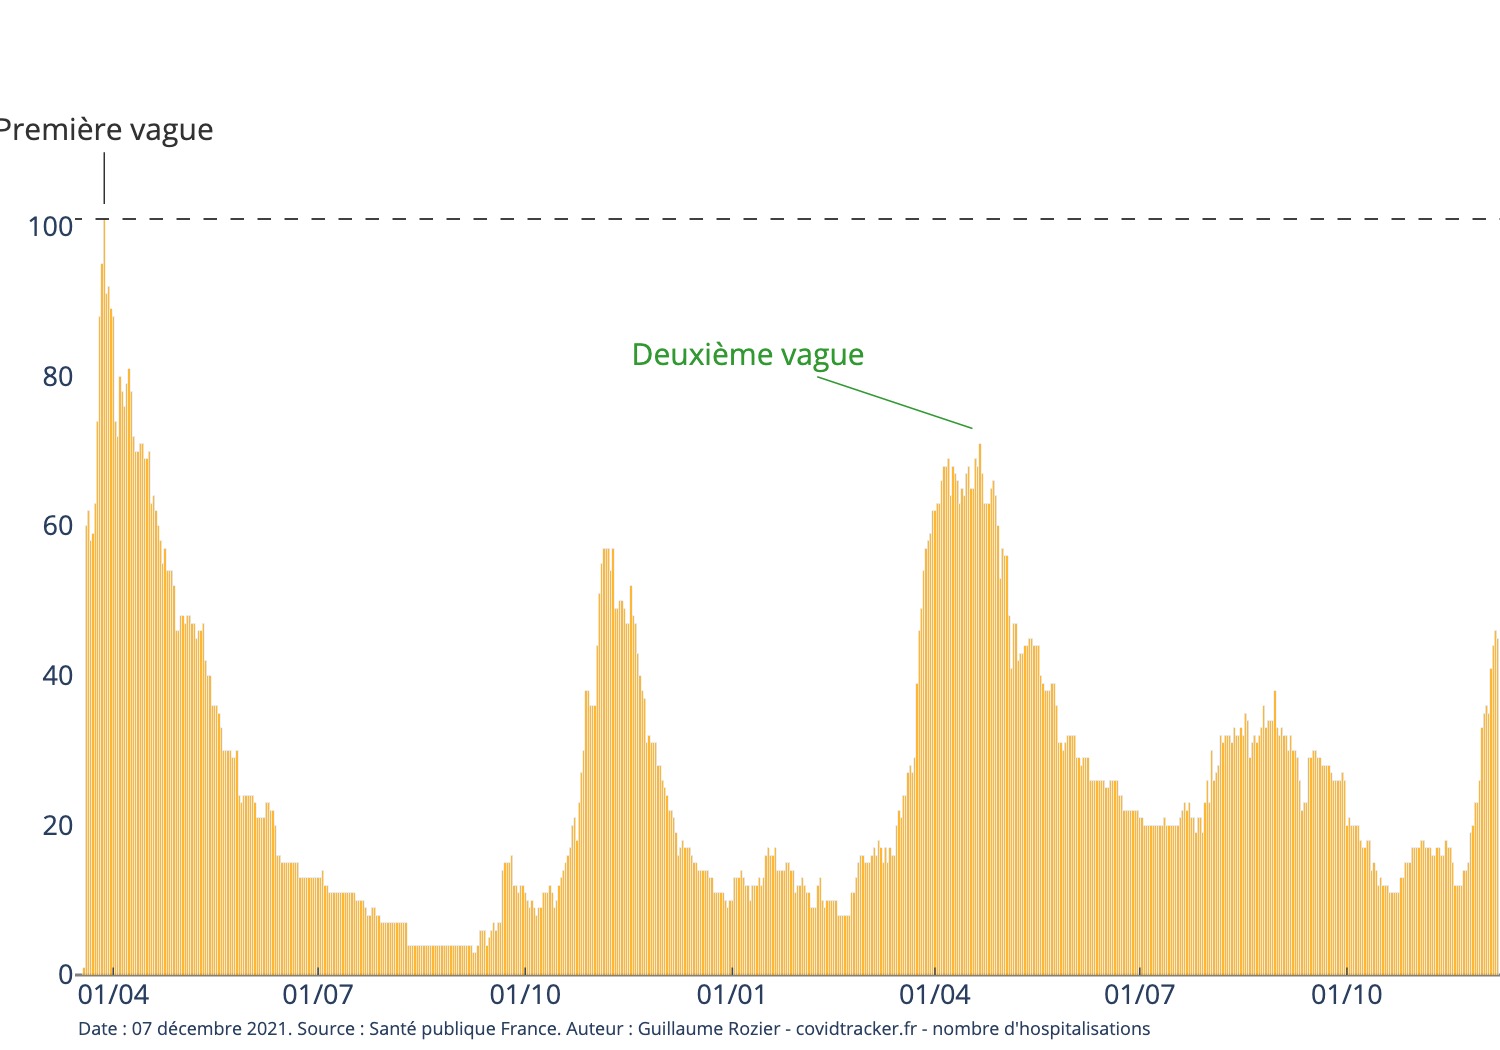 Première vague
100
Deuxième vague
80
60
40
20
0
01/04 01/07 01/10 01/01 01/04 01/07 01/10
Date : 07 décembre 2021. Source : Santé publique France. Auteur : Guillaume Rozier - covidtracker.fr - nombre d'hospitalisations